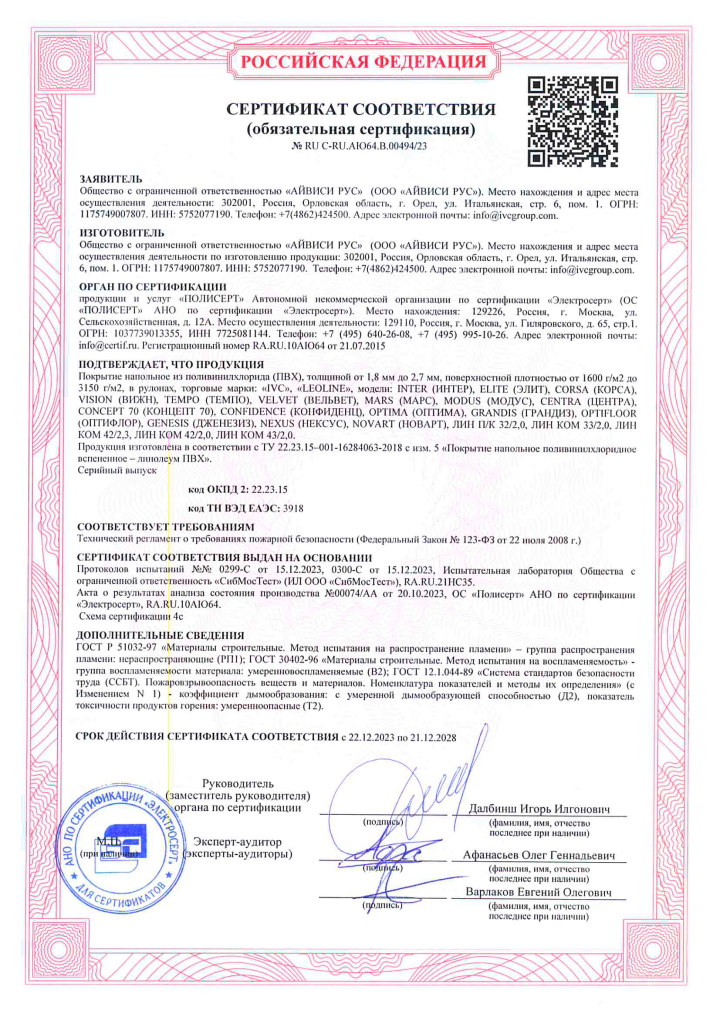 РОССИЙСКАЯ ФЕДЕРАЦИЯ
СЕРТИФИКАТ СООТВЕТСТВИЯ
(обязательная сертификация)
№ RU C-RU.АЮ64.В.00494/23
ЗАЯВИТЕЛЬ
Общество с ограниченной ответственностью «АЙВИСИ РУС» (ООО «АЙВИСИ РУС»). Место нахождения и адрес места
осуществления деятельности: 302001, Россия, Орловская область, г. Орел, ул. Итальянская, стр. 6, пом. 1. ОГРН:
1175749007807. ИНН: 5752077190. Телефон: +7(4862)424500. Адрес электронной почты: info@ivcgroup.com.
ИЗГОТОВИТЕЛЬ
Общество с ограниченной ответственностью «АЙВИСИ РУС» (ООО «АЙВИСИ РУС»). Место нахождения и адрес места
осуществления деятельности по изготовлению продукции: 302001, Россия, Орловская область, г. Орел, ул. Итальянская, стр.
6, пом. 1. ОГРН: 1175749007807. ИНН: 5752077190. Телефон: +7(4862)424500. Адрес электронной почты: info@ivcgroup.com.
ОРГАН ПО СЕРТИФИКАЦИИ
продукции и услуг «ПОЛИСЕРТ» Автономной некоммерческой организации по сертификации «Электросерт» (ОС
«ПОЛИСЕРТ» АНО по сертификации «Электросерт»). Место нахождения: 129226, Россия, г. Москва, ул.
Сельскохозяйственная, д. 12А. Место осуществления деятельности: 129110, Россия, г. Москва, ул. Гиляровского, д. 65, стр.1.
ОГРН: 1037739013355, ИНН 7725081144. Телефон: +7 (495) 640-26-08, +7 (495) 995-10-26. Адрес электронной почты:
info@certif.ru. Регистрационный номер RA.RU.10АЮ64 от 21.07.2015
ПОДТВЕРЖДАЕТ, ЧТО ПРОДУКЦИЯ
Покрытие напольное из поливинилхлорида (ПВХ), толщиной от 1,8 мм до 2,7 мм, поверхностной плотностью от 1600 г/м2 до
3150 г/м2, в рулонах, торговые марки: «IVC», «LEOLINE», модели: INTER (ИНТЕР), ELITE (ЭЛИТ), CORSA (КОРСА),
VISION (ВИЖН), TEMPO (ТЕМПО), VELVET (ВЕЛЬВЕТ), MARS (МАРС), MODUS (МОДУС), CENTRA (ЦЕНТРА),
CONCEPT 70 (КОНЦЕПТ 70), CONFIDENCE (КОНФИДЕНЦ), OPTIMA (ОПТИМА), GRANDIS (ГРАНДИЗ), OPTIFLOOR
(ОПТИФЛОР), GENESIS (ДЖЕНЕЗИЗ), NEXUS (НЕКСУС), NOVART (НОВАРТ), ЛИН П/К 32/2,0, ЛИН КОМ 33/2,0, ЛИН
КОМ 42/2,3, ЛИН КОМ 42/2,0, ЛИН КОМ 43/2,0.
Продукция изготовлена в соответствии с ТУ 22.23.15–001-16284063-2018 с изм. 5 «Покрытие напольное поливинилхлоридное
вспененное – линолеум ПВХ».
Серийный выпуск
код ОКПД 2: 22.23.15
код ТН ВЭД ЕАЭС: 3918
СООТВЕТСТВУЕТ ТРЕБОВАНИЯМ
Технический регламент о требованиях пожарной безопасности (Федеральный Закон № 123-ФЗ от 22 июля 2008 г.)
СЕРТИФИКАТ СООТВЕТСТВИЯ ВЫДАН НА ОСНОВАНИИ
Протоколов испытаний №№ 0299-С от 15.12.2023, 0300-С от 15.12.2023, Испытательная лаборатория Общества с
ограниченной ответственностью «СибМосТест» (ИЛ ООО «СибМосТест»), RA.RU.21НС35.
Акта о результатах анализа состояния производства №00074/АА от 20.10.2023, ОС «Полисерт» АНО по сертификации
«Электросерт», RA.RU.10АЮ64.
Схема сертификации 4с
ДОПОЛНИТЕЛЬНЫЕ СВЕДЕНИЯ
ГОСТ Р 51032-97 «Материалы строительные. Метод испытания на распространение пламени» – группа распространения
пламени: нераспространяющие (РП1); ГОСТ 30402-96 «Материалы строительные. Метод испытания на воспламеняемость» -
группа воспламеняемости материала: умеренновоспламеняемые (В2); ГОСТ 12.1.044-89 «Система стандартов безопасности
труда (ССБТ). Пожаровзрывоопасность веществ и материалов. Номенклатура показателей и методы их определения» (с
Изменением N 1) - коэффициент дымообразования: с умеренной дымообразующей способностью (Д2), показатель
токсичности продуктов горения: умеренноопасные (Т2).
СРОК ДЕЙСТВИЯ СЕРТИФИКАТА СООТВЕТСТВИЯ с 22.12.2023 по 21.12.2028
Руководитель
(заместитель руководителя)
органа по сертификации
(подпись)
Далбинш Игорь Илгонович
(фамилия, имя, отчество
последнее при наличии)
АНО ПО СЕРТИФИКАЦИИ «ЭЛЕКТРОСЕРТ»
ДЛЯ СЕРТИФИКАТОВ
М.П.
(при наличии)
Эксперт-аудитор
(эксперты-аудиторы)
(подпись)
Афанасьев Олег Геннадьевич
(фамилия, имя, отчество
последнее при наличии)
(подпись)
Варлаков Евгений Олегович
(фамилия, имя, отчество
последнее при наличии)